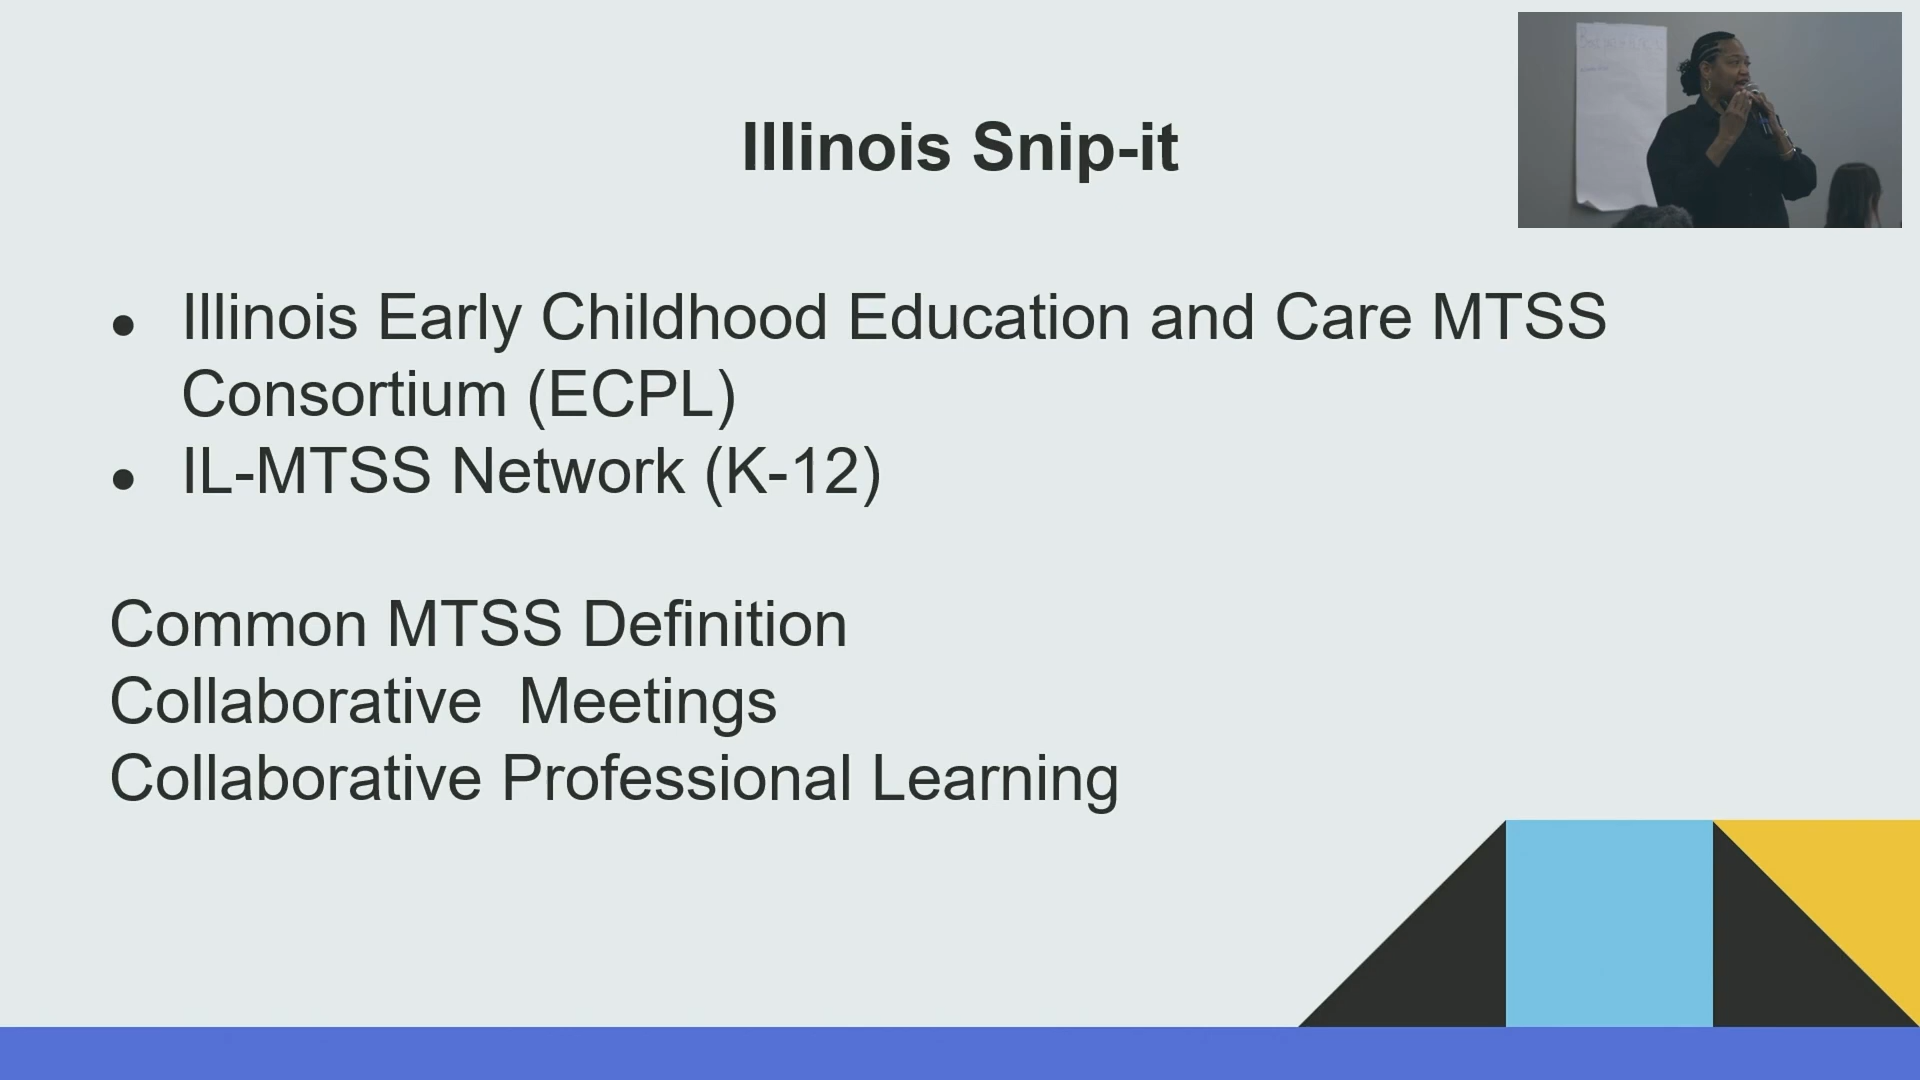 Illinois Snip-it
● Illinois Early Childhood Education and Care MTSS
Consortium (ECPL)
● IL-MTSS Network (K-12)
Common MTSS Definition
Collaborative  Meetings
Collaborative Professional Learning